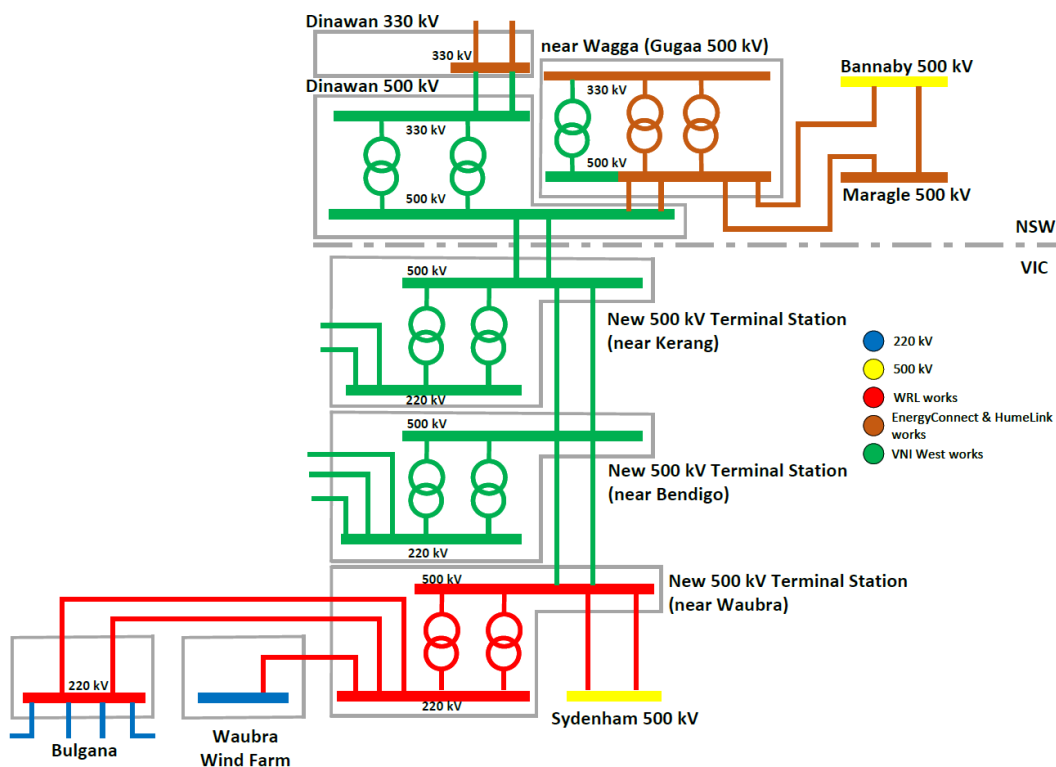 Dinawan 330 kV
330 kV
near Wagga (Gugaa 500 kV)
Bannaby 500 kV
Dinawan 500 kV
330 kV
330 kV
500 kV
500 kV
Maragle 500 kV
NSW
VIC
500 kV
New 500 kV Terminal Station
(near Kerang)
220 kV
220 kV
500 kV
WRL works
EnergyConnect & HumeLink
works
VNI West works
500 kV
New 500 kV Terminal Station
(near Bendigo)
220 kV
500 kV
New 500 kV Terminal Station
(near Waubra)
220 kV
220 kV
Bulgana
Waubra
Wind Farm
Sydenham 500 kV